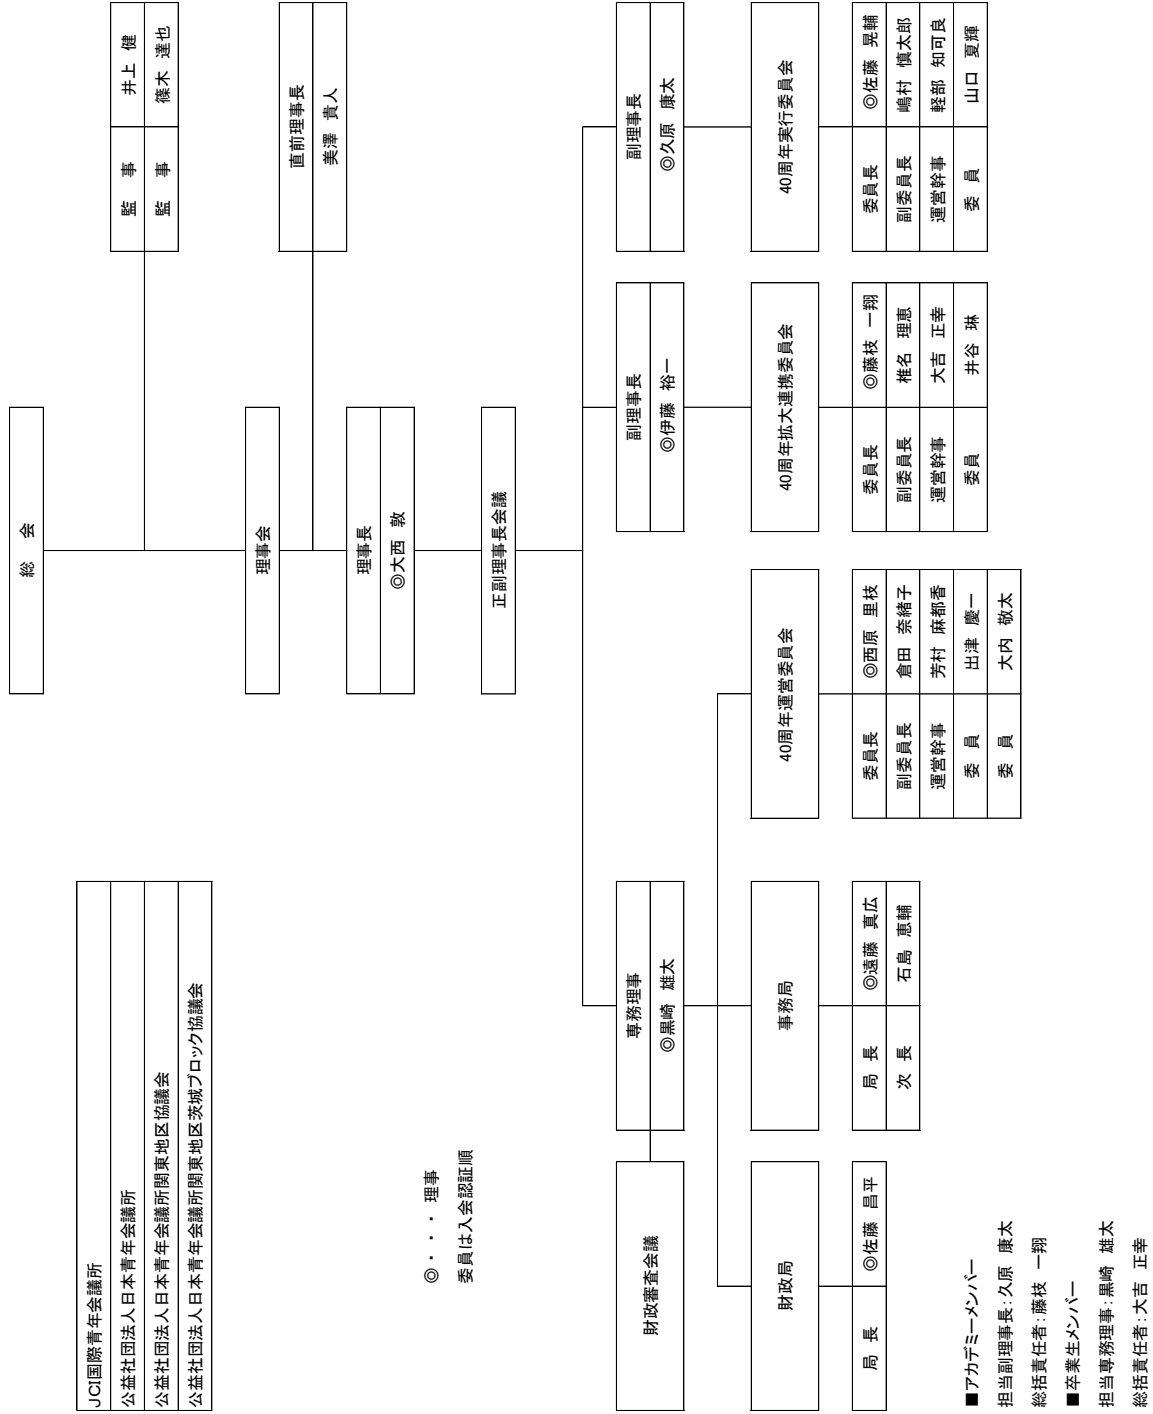 総　会
JCI国際青年会議所
公益社団法人日本青年会議所
公益社団法人日本青年会議所関東地区協議会
公益社団法人日本青年会議所関東地区茨城ブロック協議会
監　事　井上　健
監　事　篠木　達也
理事会
直前理事長
美澤　貴人
理事長
◎大西　敦
◎・・・理事
委員は入会認証順
正副理事長会議
財政審査会議
専務理事
◎黒崎　雄太
副理事長
◎伊藤　裕一
副理事長
◎久原　康太
財政局
事務局
40周年運営委員会
40周年拡大連携委員会
40周年実行委員会
局 長　◎佐藤　昌平
局 長　◎遠藤　真広
次 長　石島　恵輔
委員長　◎西原　里枝
副委員長　倉田　奈緒子
運営幹事　芳村　麻都香
委 員　出津　慶一
委 員　大内　敬太
委員長　◎藤枝　一翔
副委員長　椎名　理恵
運営幹事　大吉　正幸
委員　井谷　琳
委員長　◎佐藤　晃輔
副委員長　嶋村　慎太郎
運営幹事　軽部　知可良
委 員　山口　夏輝
■アカデミーメンバー
担当副理事長：久原　康太
総括責任者：藤枝　一翔
■卒業生メンバー
担当専務理事：黒崎　雄太
総括責任者：大吉　正幸